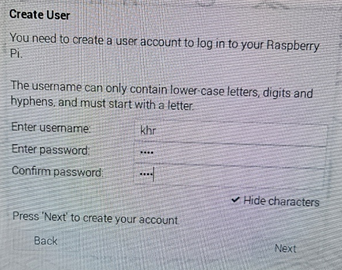 Create User
You need to create a user account to log in to your Raspberry
Pi.
The username can only contain lower-case letters, digits and
hyphens, and must start with a letter.
Enter username: khr
Enter password: ••••
Confirm password: ••••
✔ Hide characters
Press 'Next' to create your account.
Back Next